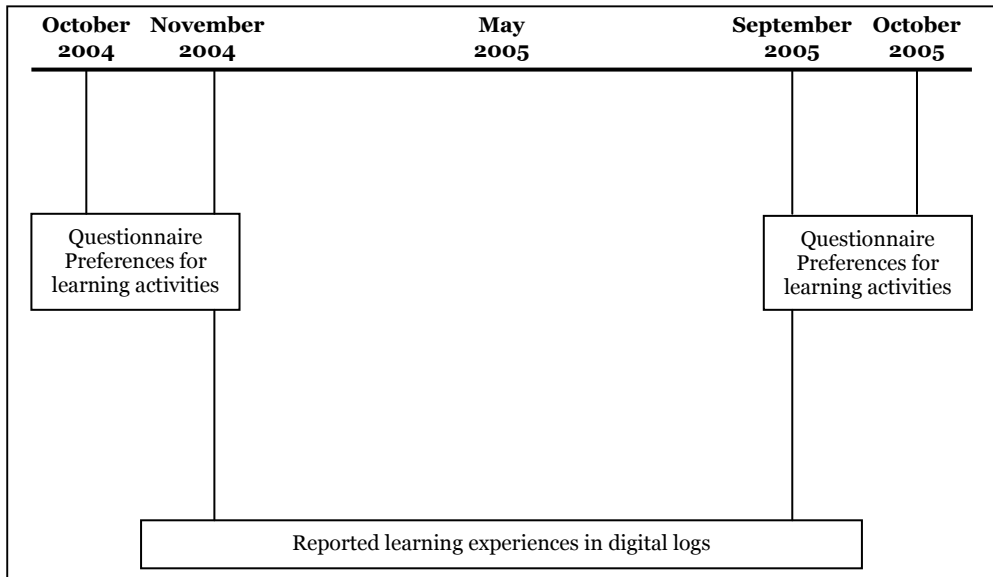 October
2004
November
2004
May
2005
September
2005
October
2005
Questionnaire
Preferences for
learning activities
Questionnaire
Preferences for
learning activities
Reported learning experiences in digital logs